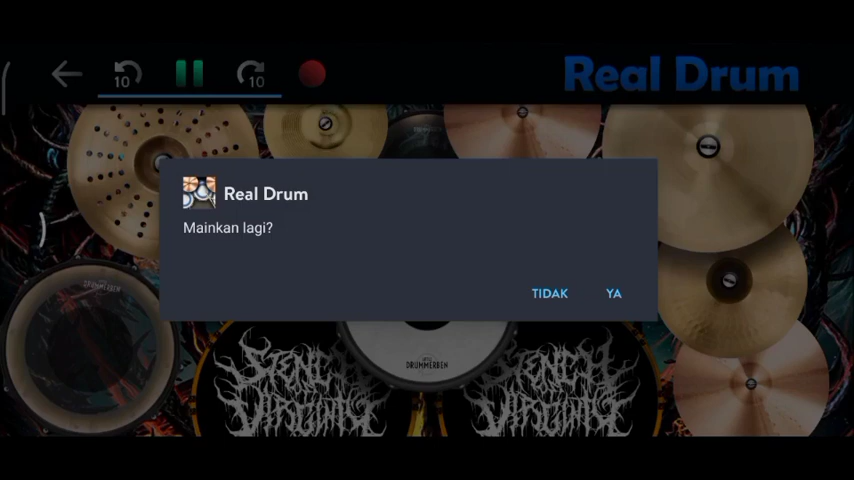 10
10
Real Drum
Real Drum
Mainkan lagi?
TIDAK YA
DRUMMERBEN